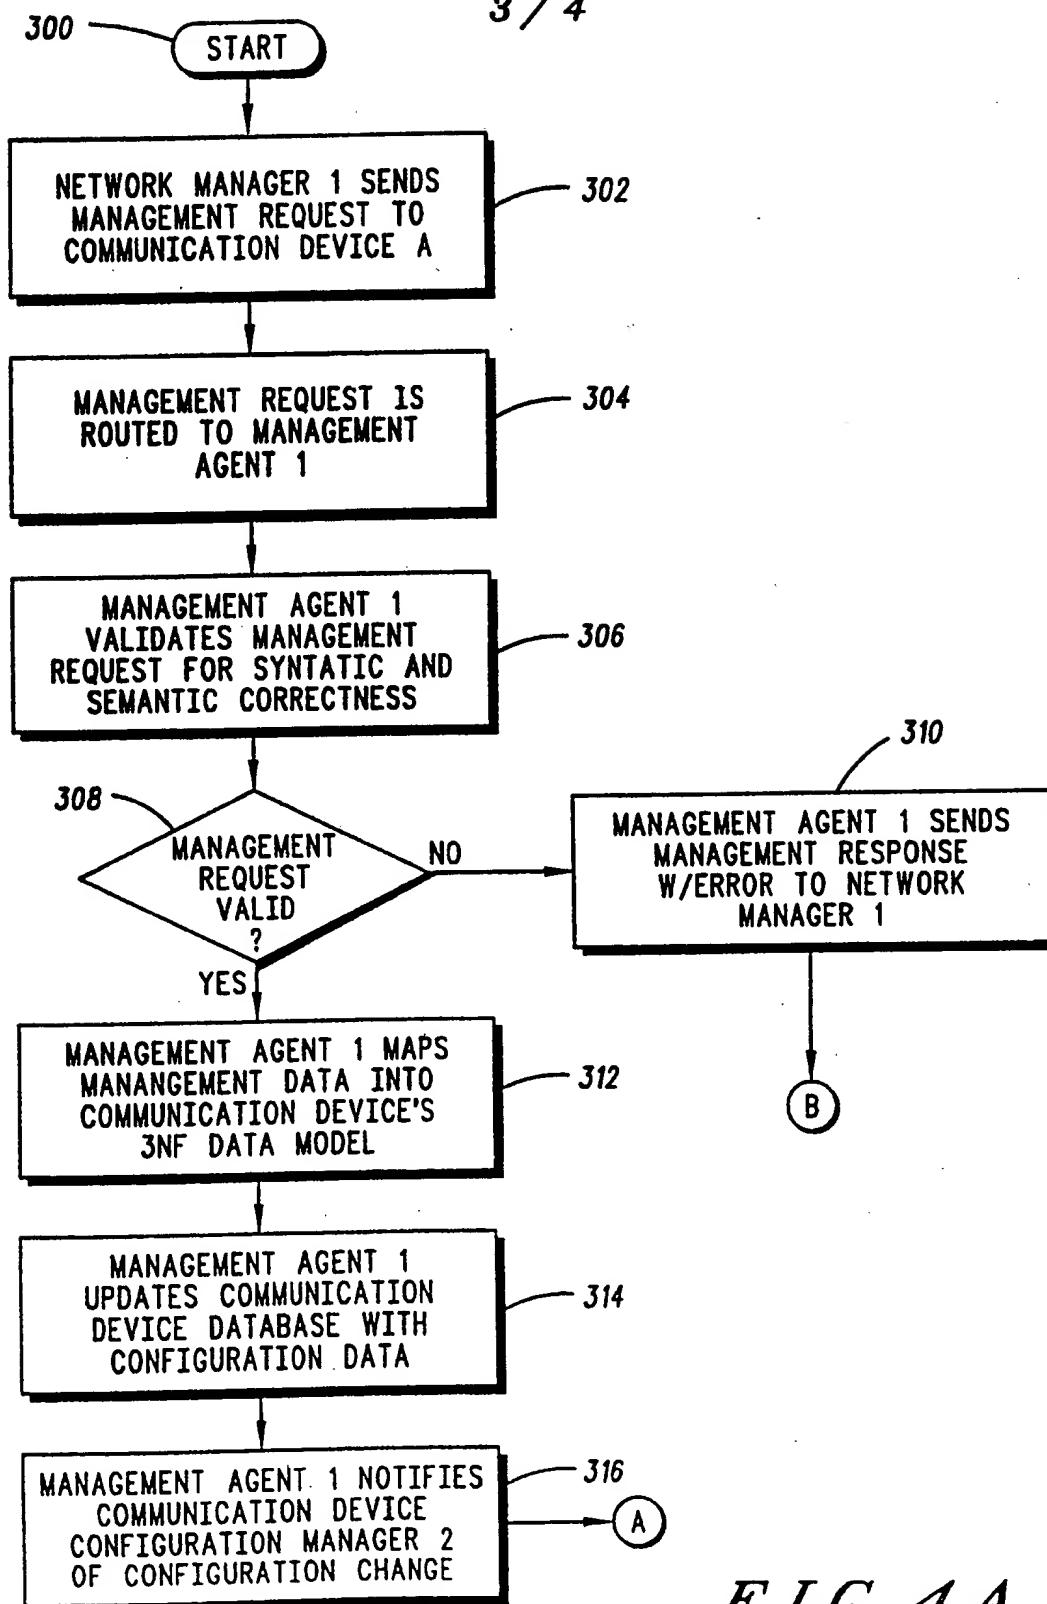 3/4
300
START
NETWORK MANAGER 1 SENDS
MANAGEMENT REQUEST TO
COMMUNICATION DEVICE A
302
MANAGEMENT REQUEST IS
ROUTED TO MANAGEMENT
AGENT 1
304
MANAGEMENT AGENT 1
VALIDATES MANAGEMENT
REQUEST FOR SYNTATIC AND
SEMANTIC CORRECTNESS
306
308
MANAGEMENT
REQUEST
VALID
?
NO
YES
310
MANAGEMENT AGENT 1 SENDS
MANAGEMENT RESPONSE
W/ERROR TO NETWORK
MANAGER 1
B
MANAGEMENT AGENT 1 MAPS
MANANGEMENT DATA INTO
COMMUNICATION DEVICE'S
3NF DATA MODEL
312
MANAGEMENT AGENT 1
UPDATES COMMUNICATION
DEVICE DATABASE WITH
CONFIGURATION DATA
314
MANAGEMENT AGENT 1 NOTIFIES
COMMUNICATION DEVICE
CONFIGURATION MANAGER 2
OF CONFIGURATION CHANGE
316
A
FIG. 4A